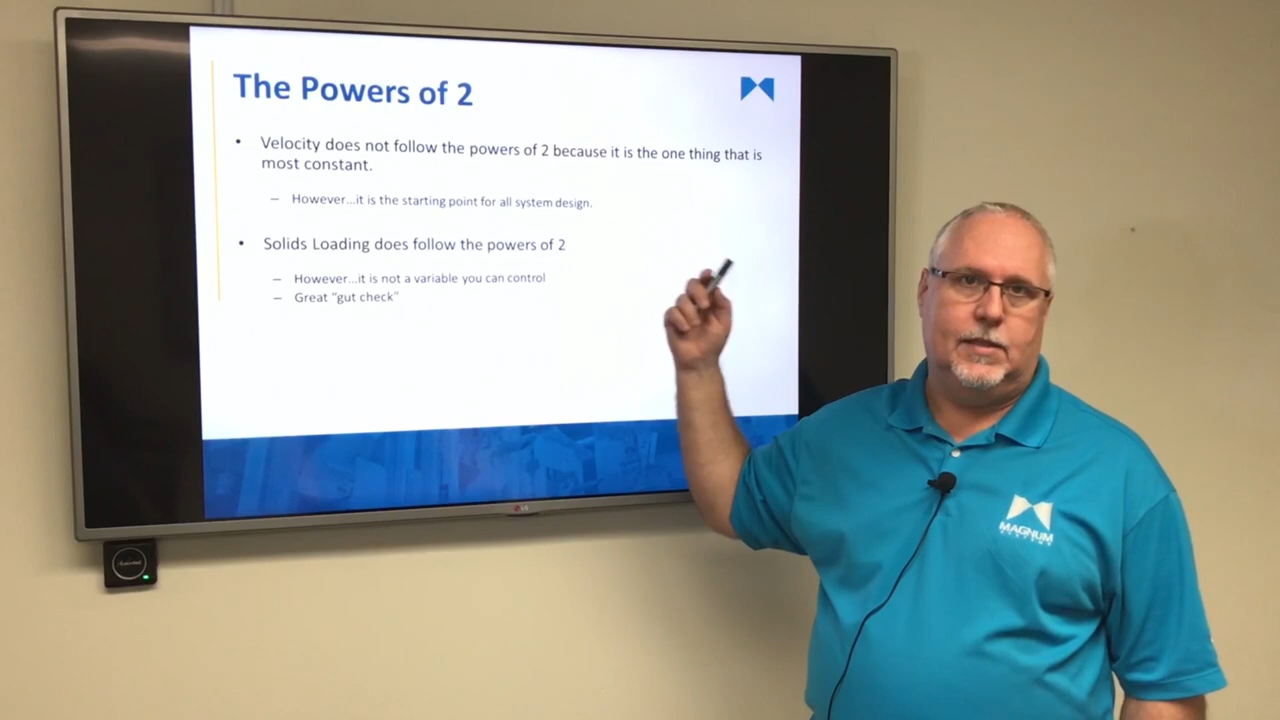 The Powers of 2
• Velocity does not follow the powers of 2 because it is the one thing that is
most constant.
– However...it is the starting point for all system design.
• Solids Loading does follow the powers of 2
– However...it is not a variable you can control
– Great "gut check"
LG
MAGNUM
SYSTEMS